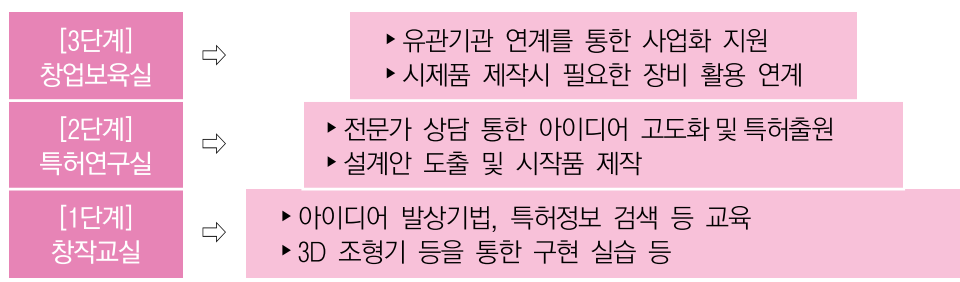 [3단계]
창업보육실
⇨
▸유관기관 연계를 통한 사업화 지원
▸시제품 제작시 필요한 장비 활용 연계
[2단계]
특허연구실
⇨
▸전문가 상담 통한 아이디어 고도화 및 특허출원
▸설계안 도출 및 시작품 제작
[1단계]
창작교실
⇨
▸아이디어 발상기법, 특허정보 검색 등 교육
▸3D 조형기 등을 통한 구현 실습 등